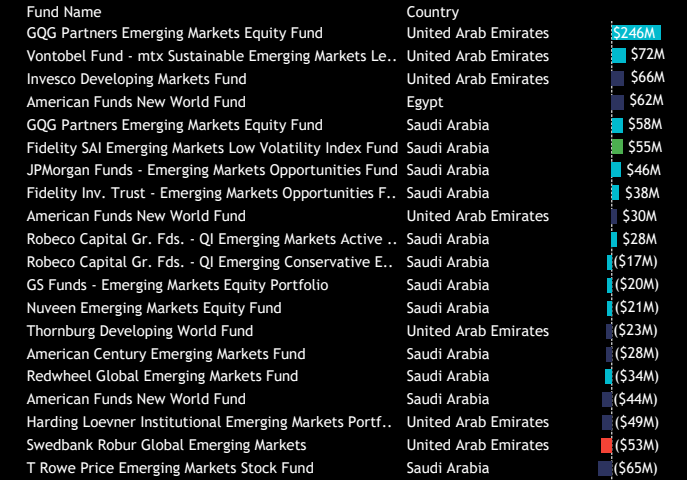 Fund Name Country
GQG Partners Emerging Markets Equity Fund United Arab Emirates $246M
Vontobel Fund - mtx Sustainable Emerging Markets Le.. United Arab Emirates $72M
Invesco Developing Markets Fund United Arab Emirates $66M
American Funds New World Fund Egypt $62M
GQG Partners Emerging Markets Equity Fund Saudi Arabia $58M
Fidelity SAI Emerging Markets Low Volatility Index Fund Saudi Arabia $55M
JPMorgan Funds - Emerging Markets Opportunities Fund Saudi Arabia $46M
Fidelity Inv. Trust - Emerging Markets Opportunities F.. Saudi Arabia $38M
American Funds New World Fund United Arab Emirates $30M
Robeco Capital Gr. Fds. - QI Emerging Markets Active .. Saudi Arabia $28M
Robeco Capital Gr. Fds. - QI Emerging Conservative E.. Saudi Arabia ($17M)
GS Funds - Emerging Markets Equity Portfolio Saudi Arabia ($20M)
Nuveen Emerging Markets Equity Fund Saudi Arabia ($21M)
Thornburg Developing World Fund United Arab Emirates ($23M)
American Century Emerging Markets Fund Saudi Arabia ($28M)
Redwheel Global Emerging Markets Fund Saudi Arabia ($34M)
American Funds New World Fund Saudi Arabia ($44M)
Harding Loevner Institutional Emerging Markets Portf.. United Arab Emirates ($49M)
Swedbank Robur Global Emerging Markets United Arab Emirates ($53M)
T Rowe Price Emerging Markets Stock Fund Saudi Arabia ($65M)